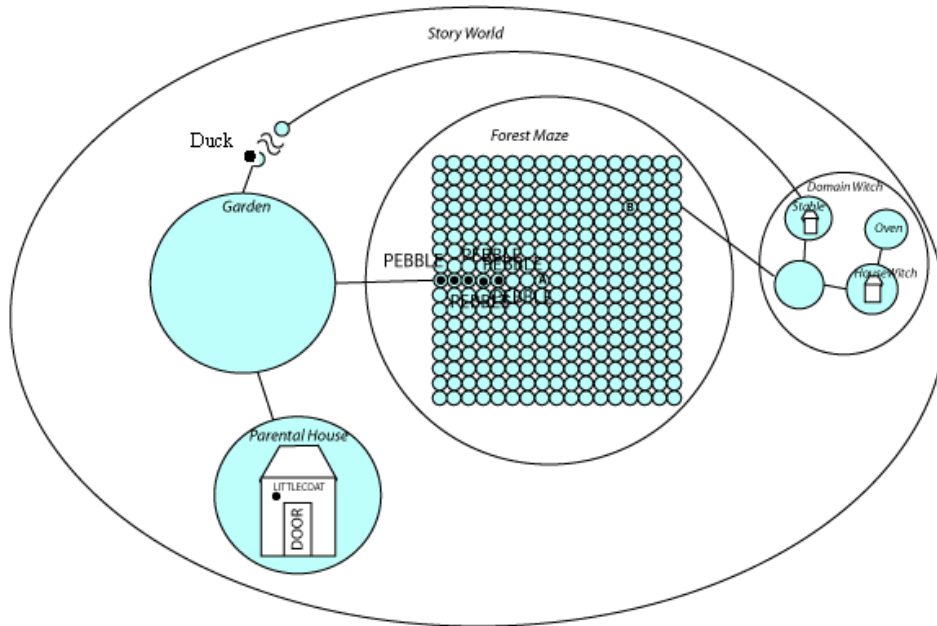 Story World
Duck
Forest Maze
Domain Witch
Garden
Stable
B
Oven
PEBBLE
PEBBLE
PEBBLE
A
HouseWitch
PEBBLE
PEBBLE
Parental House
LITTLECOAT
DOOR